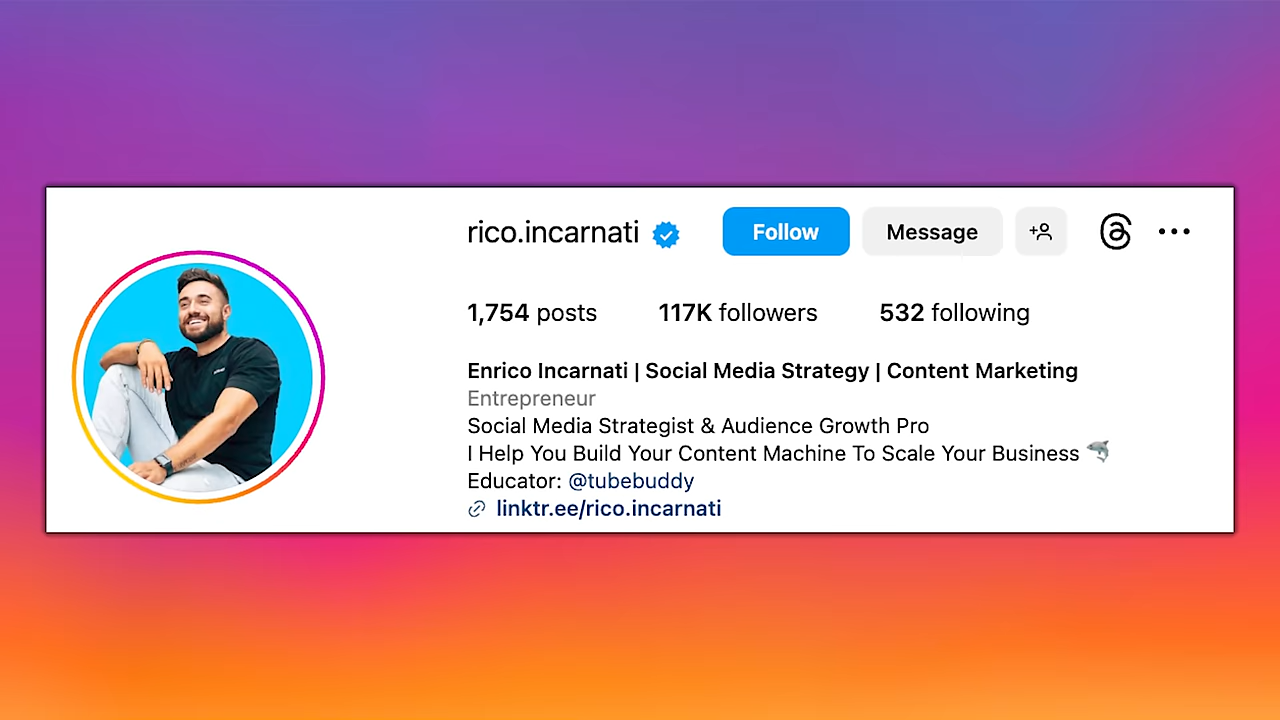 rico.incarnati Follow Message
1,754 posts 117K followers 532 following
Enrico Incarnati | Social Media Strategy | Content Marketing
Entrepreneur
Social Media Strategist & Audience Growth Pro
I Help You Build Your Content Machine To Scale Your Business 🐬
Educator: @tubebuddy
linktr.ee/rico.incarnati